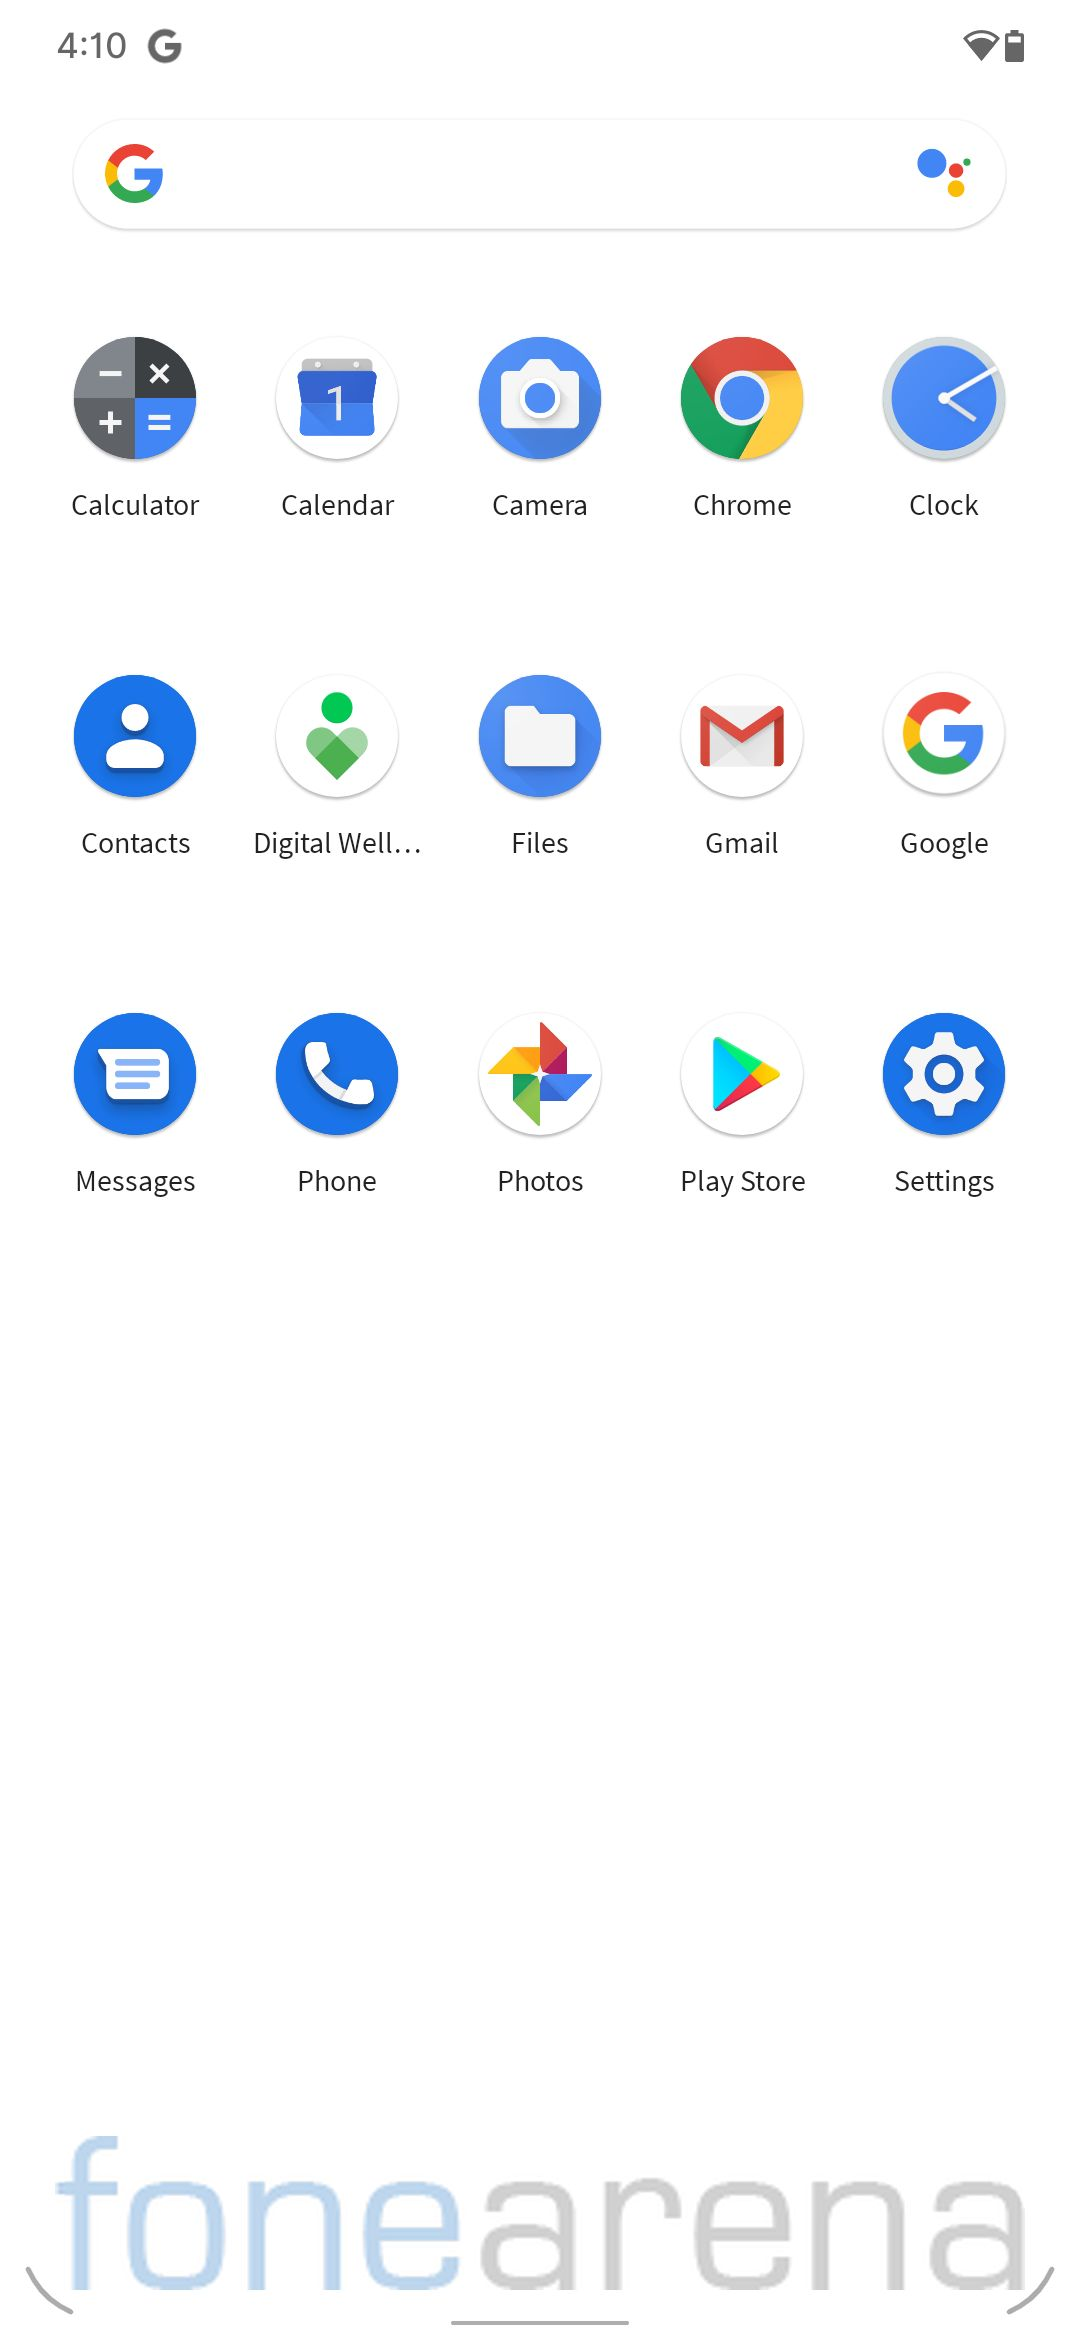 4:10
Calculator Calendar Camera Chrome Clock
Contacts Digital Well... Files Gmail Google
Messages Phone Photos Play Store Settings
fonearena